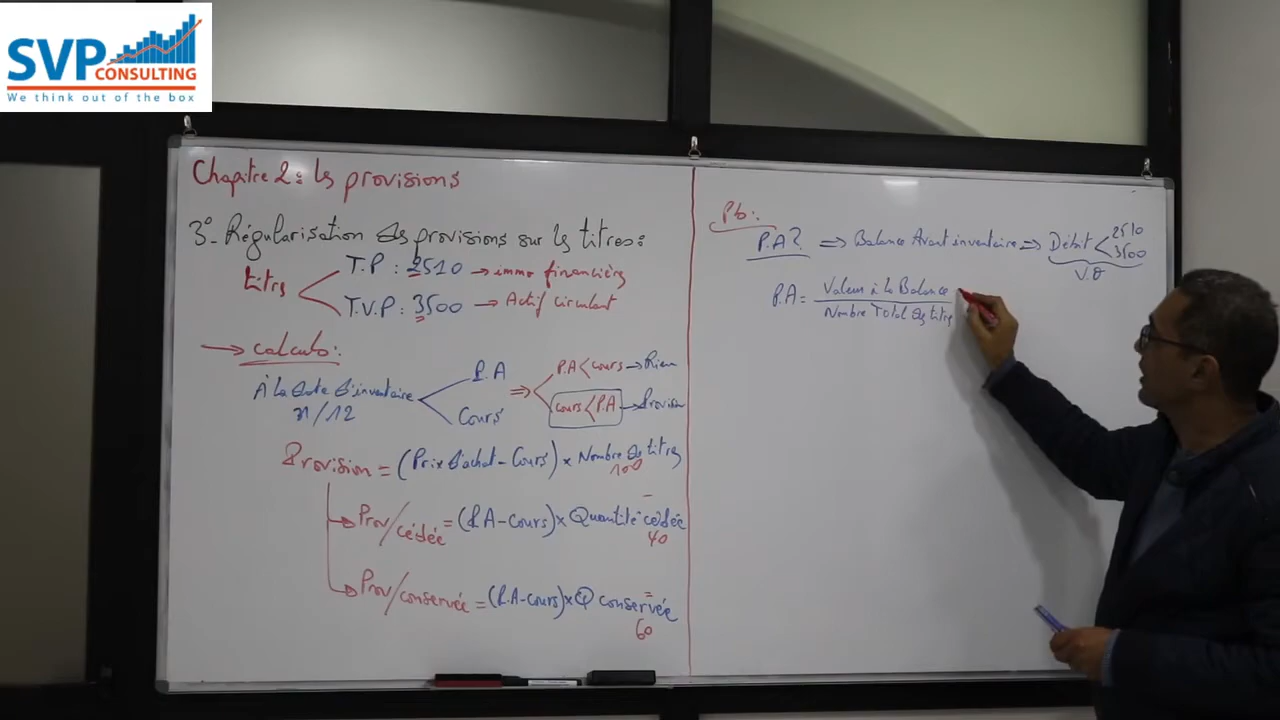 SVP
CONSULTING
We think out of the box
Chapitre 2: les provisions
3°- Régularisation des provisions sur les titres:
titres
T.P : 2510 → immo financières
T.V.P : 3500 → Actif circulant
→ calculs:
À la date d'inventaire
31/12
P.A
Cours
⇒
P.A < cours → Rien
cours < P.A → Provision
Provision = (Prix d'achat - Cours) x Nombre de titres
100
Prov/cédée = (P.A - cours) x Quantité cédée
40
Prov/conservée = (P.A - cours) x Q conservée
60
Pb:
P.A? ⇒ Balance Avant inventaire ⇒ Débit < 2510
3500
V.O
P.A = Valeur à la Balance
Nombre Total des titres